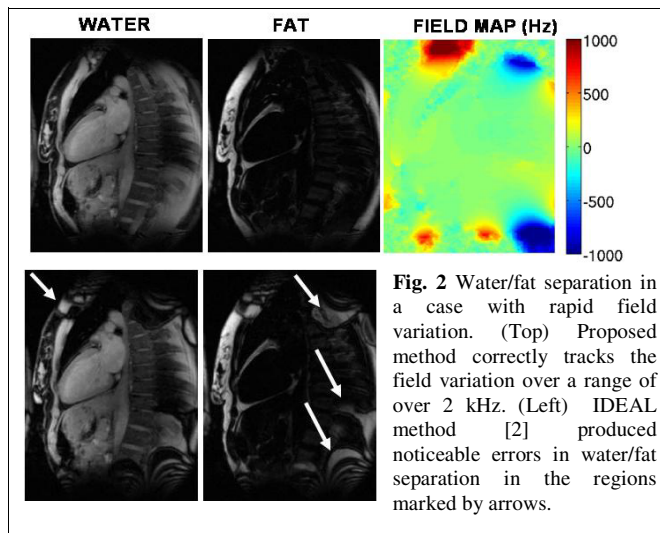 WATER
FAT
FIELD MAP (Hz)
1000
500
0
-500
-1000
Fig. 2 Water/fat separation in
a case with rapid field
variation. (Top) Proposed
method correctly tracks the
field variation over a range of
over 2 kHz. (Left) IDEAL
method [2] produced
noticeable errors in water/fat
separation in the regions
marked by arrows.